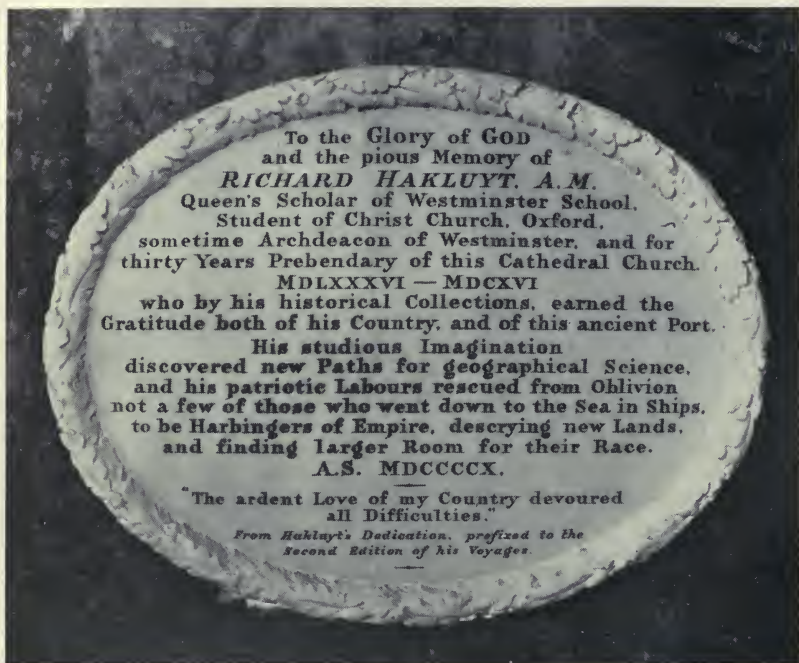 To the Glory of GOD
and the pious Memory of
RICHARD HAKLUYT. A.M.
Queen's Scholar of Westminster School,
Student of Christ Church, Oxford,
sometime Archdeacon of Westminster, and for
thirty Years Prebendary of this Cathedral Church.
MDLXXXVI — MDCXVI
who by his historical Collections, earned the
Gratitude both of his Country, and of this ancient Port.
His studious Imagination
discovered new Paths for geographical Science,
and his patriotic Labours rescued from Oblivion
not a few of those who went down to the Sea in Ships,
to be Harbingers of Empire, descrying new Lands,
and finding larger Room for their Race.
A.S. MDCCCCX.
"The ardent Love of my Country devoured
all Difficulties."
From Hakluyt's Dedication, prefixed to the
Second Edition of his Voyages.